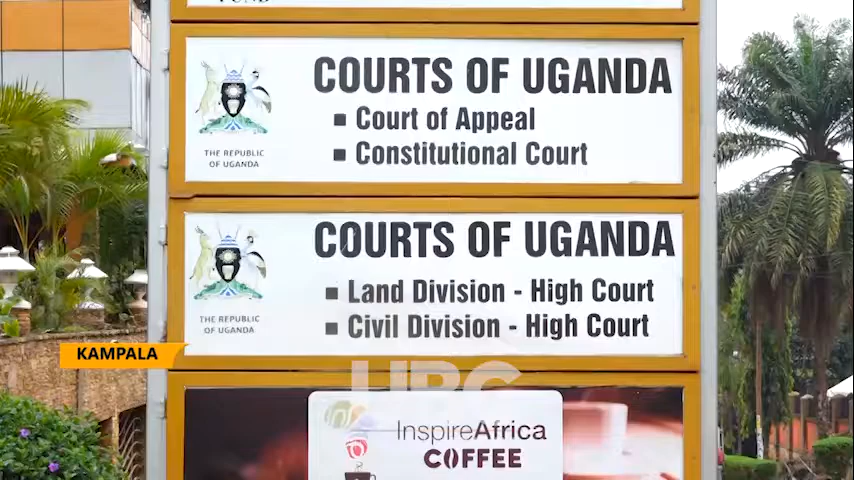 COURTS OF UGANDA
▪ Court of Appeal
▪ Constitutional Court
THE REPUBLIC
OF UGANDA
COURTS OF UGANDA
▪ Land Division - High Court
▪ Civil Division - High Court
THE REPUBLIC
OF UGANDA
KAMPALA
UBC
InspireAfrica
COFFEE